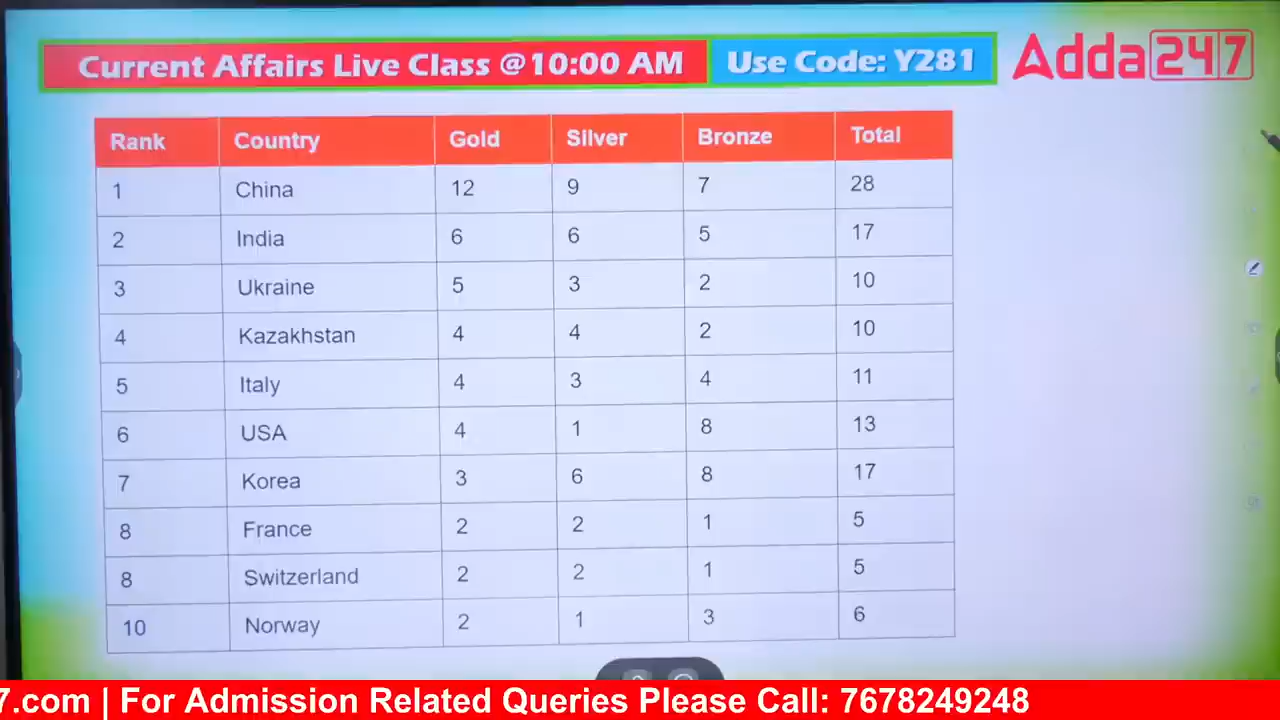 Current Affairs Live Class @10:00 AM Use Code: Y281 Adda247
Rank Country Gold Silver Bronze Total
1 China 12 9 7 28
2 India 6 6 5 17
3 Ukraine 5 3 2 10
4 Kazakhstan 4 4 2 10
5 Italy 4 3 4 11
6 USA 4 1 8 13
7 Korea 3 6 8 17
8 France 2 2 1 5
8 Switzerland 2 2 1 5
10 Norway 2 1 3 6
7.com | For Admission Related Queries Please Call: 7678249248